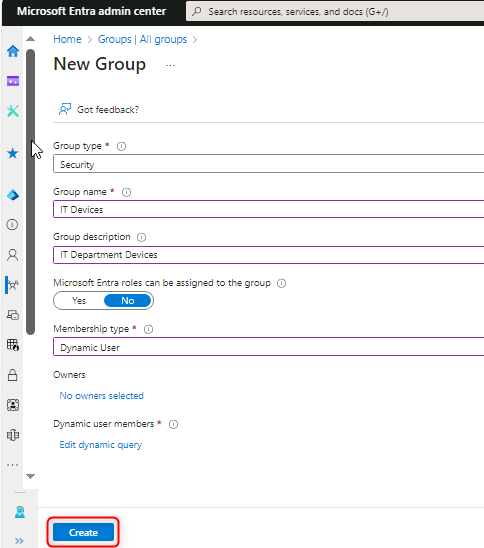 Microsoft Entra admin center
Search resources, services, and docs (G+/)
Home > Groups | All groups >
New Group ...
Got feedback?
Group type *
Security
Group name *
IT Devices
Group description
IT Department Devices
Microsoft Entra roles can be assigned to the group
Yes No
Membership type *
Dynamic User
Owners
No owners selected
Dynamic user members *
Edit dynamic query
Create